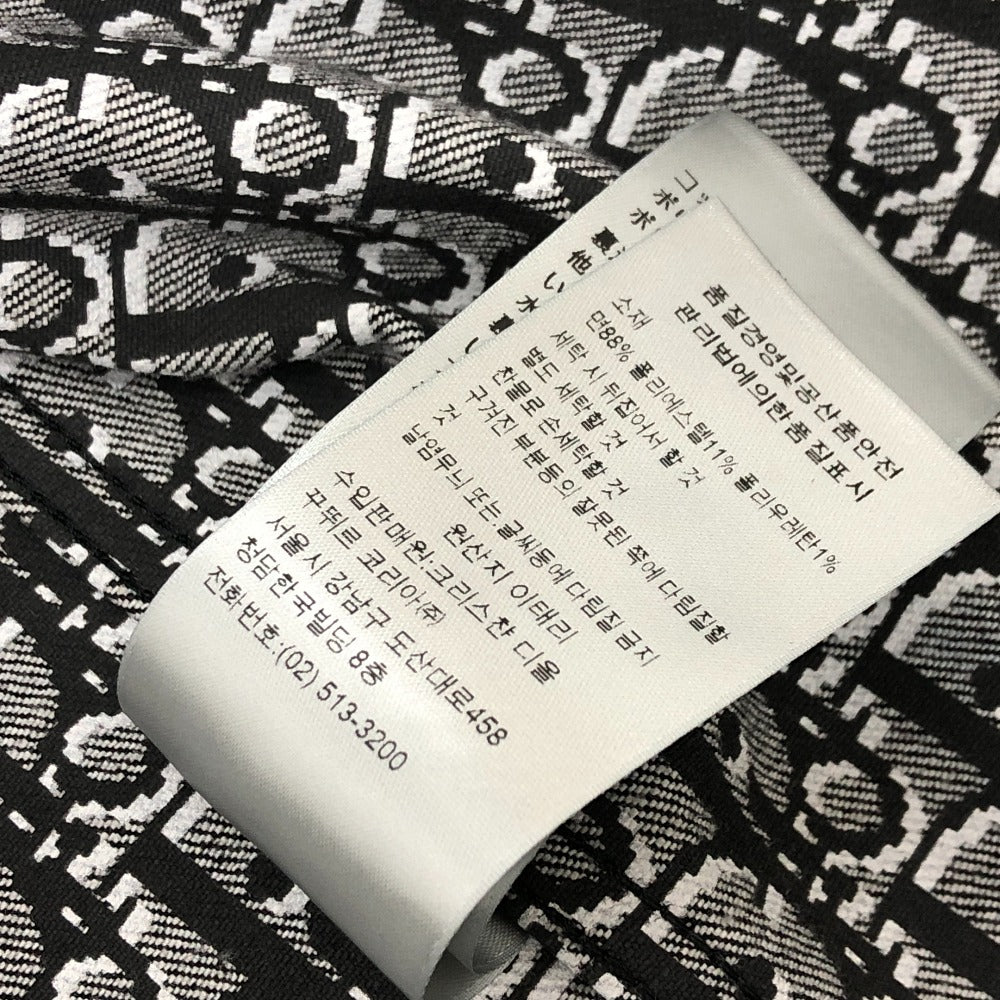 품질경영및공산품안전
관리법에의한품질표시
소재
면88% 폴리에스텔11% 폴리우레탄1%
세탁 시 뒤집어서 할 것
별도 세탁할 것
찬물로 손세탁할 것
구겨진 부분등의 잘못된 쪽에 다림질할
것
날염무늬 또는 글씨등에 다림질 금지
원산지 이태리
수입판매원:크리스챤 디올
꾸뛰르 코리아㈜
서울 시 강남구 도산대로458
청담한국빌딩 8층
전화번호:(02) 513-3200
他
い
水